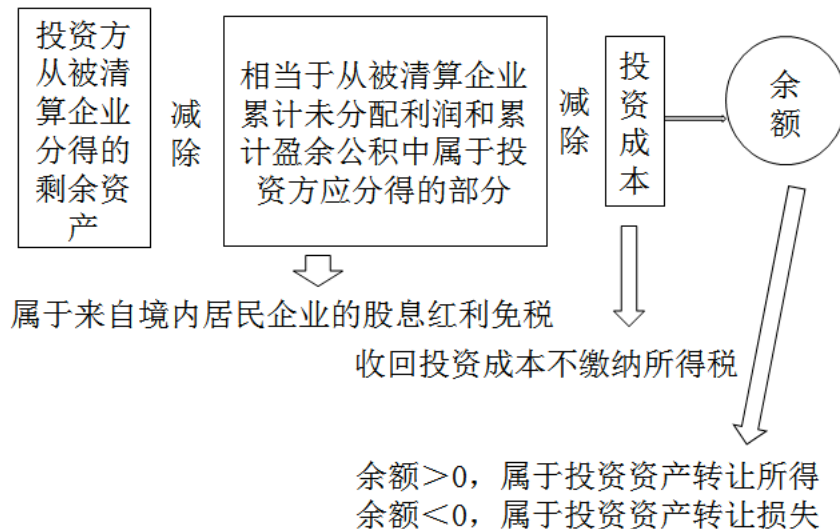 投资方
从被清
算企业
分得的
剩余资
产
减
除
相当于从被清算企业
累计未分配利润和累
计盈余公积中属于投
资方应分得的部分
减
除
投
资
成
本
余
额
属于来自境内居民企业的股息红利免税
收回投资成本不缴纳所得税
余额＞0，属于投资资产转让所得
余额＜0，属于投资资产转让损失